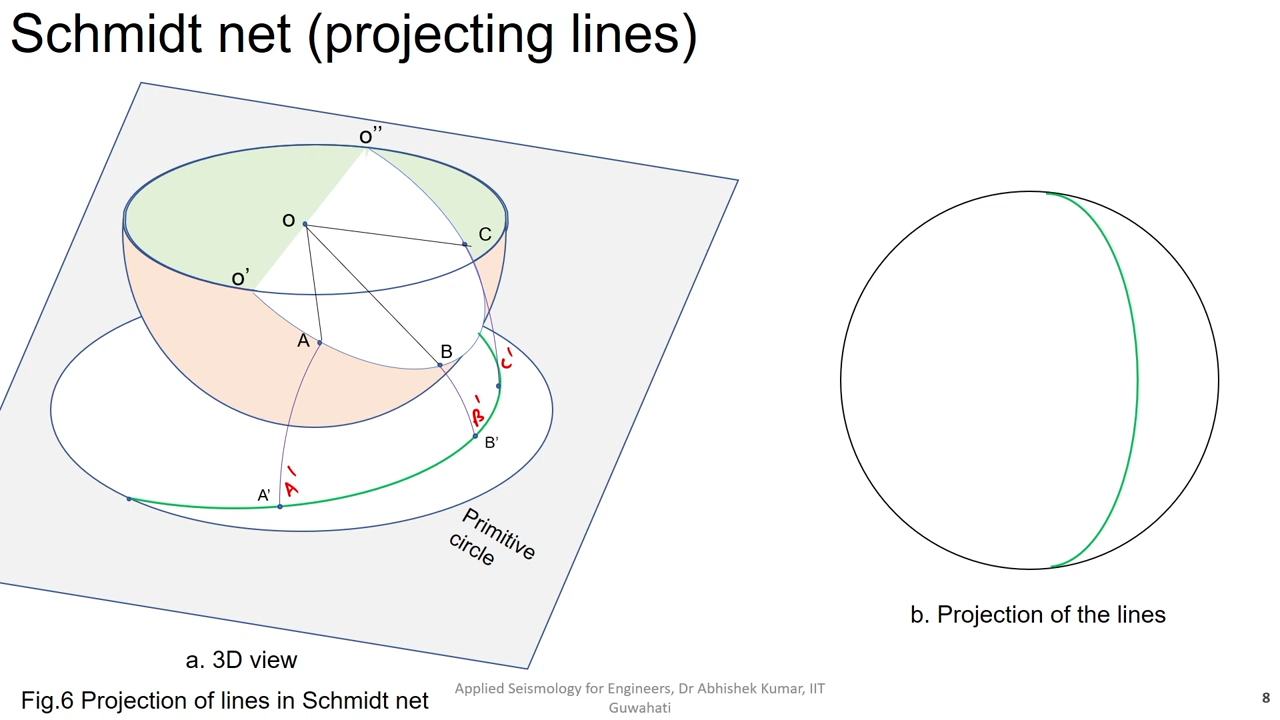 Schmidt net (projecting lines)
O’’
O
C
O’
A
B
C'
B'
B’
A’
A'
Primitive
circle
b. Projection of the lines
a. 3D view
Fig.6 Projection of lines in Schmidt net
Applied Seismology for Engineers, Dr Abhishek Kumar, IIT
Guwahati
8